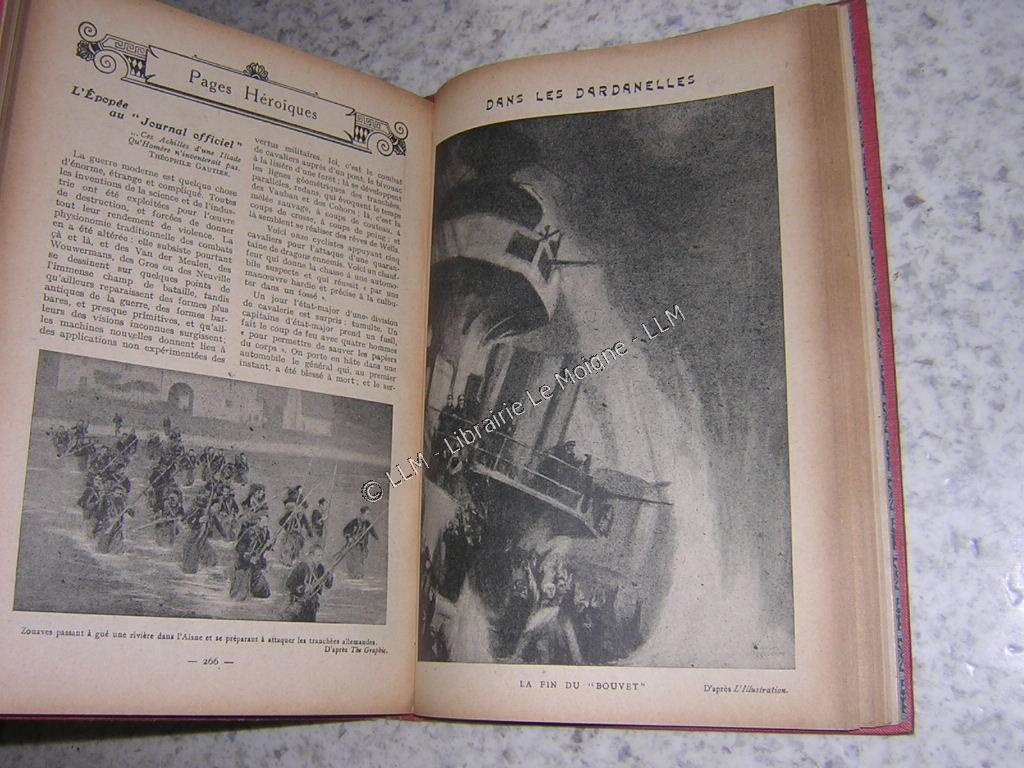 Pages Héroïques
L'Épopée
au "Journal officiel"
...Ces Achilles d'une Iliade
Qu'Homère n'inventerait pas.
THÉOPHILE GAUTIER.
La guerre moderne est quelque chose
d'énorme, étrange et compliqué. Toutes
les inventions de la science et de l'indus-
trie ont été exploitées pour l'œuvre
de destruction, et forcées de donner
tout leur rendement de violence. La
physionomie traditionnelle des combats
en a été altérée : elle subsiste pourtant
çà et là, et des Van der Meulen, des
Wouwermans, des Gros ou des Neuville
se dessinent sur quelques points de
l'immense champ de bataille, tandis
qu'ailleurs reparaissent des formes plus
antiques de la guerre, des formes bar-
bares, et presque primitives, et qu'ail-
leurs des visions inconnues surgissent;
les machines nouvelles donnent lieu à
des applications non expérimentées des
vertus militaires. Ici, c'est le combat
de cavaliers auprès d'un pont, le bivouac
à la lisière d'une forêt ; là se développent
les lignes géométriques des tranchées,
parallèles, redans, qui évoquent le temps
des Vauban et des Cohorn ; là, c'est la
mêlée sauvage, à coups de couteau, à
coups de crosse, à coups de poing ; et
là semblent se réaliser des rêves de Wells.
Voici onze cyclistes appuyant cinq
cavaliers pour l'attaque d'une quaran-
taine de dragons ennemis. Voici un chauf-
feur qui donne la chasse à une automo-
bile suspecte et qui réussit « par une
manœuvre hardie et précise à la culbu-
ter dans un fossé ».
Un jour l'état-major d'une division
de cavalerie est surpris : tumulte. Un
capitaine d'état-major prend un fusil,
fait le coup de feu avec quatre hommes
« pour permettre de sauver les papiers
du corps ». On porte en hâte dans une
automobile le général qui, au premier
instant, a été blessé à mort ; et le ser-
Zouaves passant à gué une rivière dans l'Aisne et se préparant à attaquer les tranchées allemandes.
D'après The Graphic.
— 266 —
DANS LES DARDANELLES
LA FIN DU "BOUVET"
D'après L'Illustration.
© LLM - Librairie Le Moigne - LLM